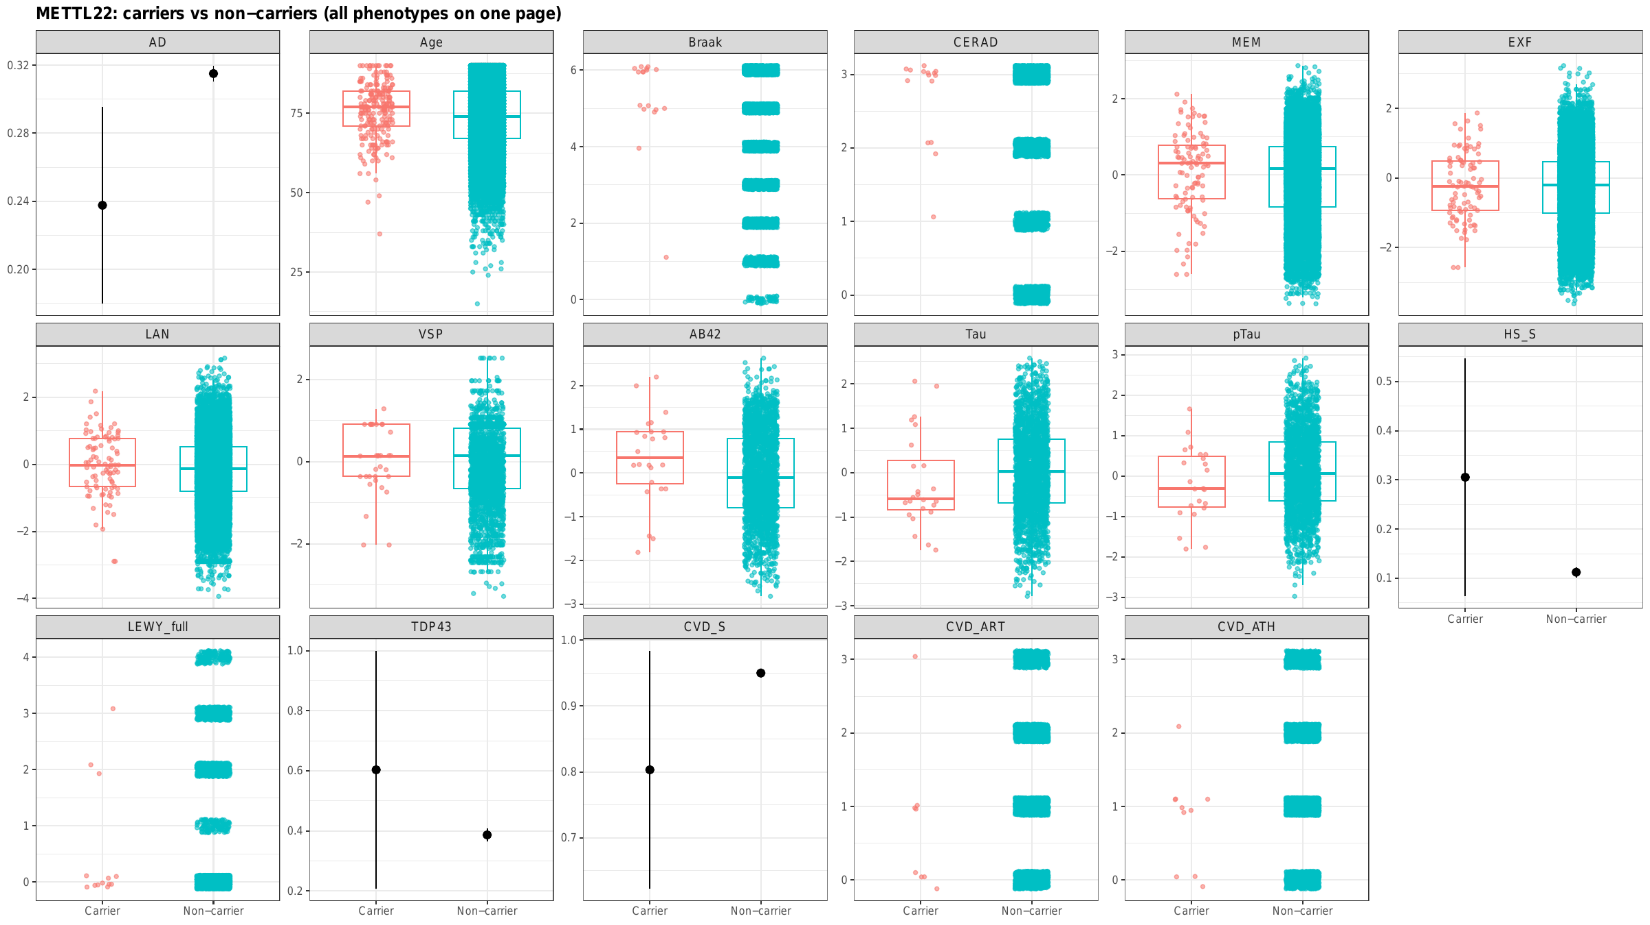 METTL22: carriers vs non−carriers (all phenotypes on one page)
AD Age Braak CERAD MEM EXF
0.32 0.28 0.24 0.20
75 50 25
6 4 2 0
3 2 1 0
2 0 −2
2 0 −2
LAN VSP AB42 Tau pTau HS_S
2 0 −2 −4
2 0 −2
2 1 0 −1 −2 −3
2 1 0 −1 −2 −3
3 2 1 0 −1 −2 −3
0.5 0.4 0.3 0.2 0.1
Carrier Non−carrier
LEWY_full TDP43 CVD_S CVD_ART CVD_ATH
4 3 2 1 0
1.0 0.8 0.6 0.4 0.2
1.0 0.9 0.8 0.7
3 2 1 0
3 2 1 0
Carrier Non−carrier Carrier Non−carrier Carrier Non−carrier Carrier Non−carrier Carrier Non−carrier